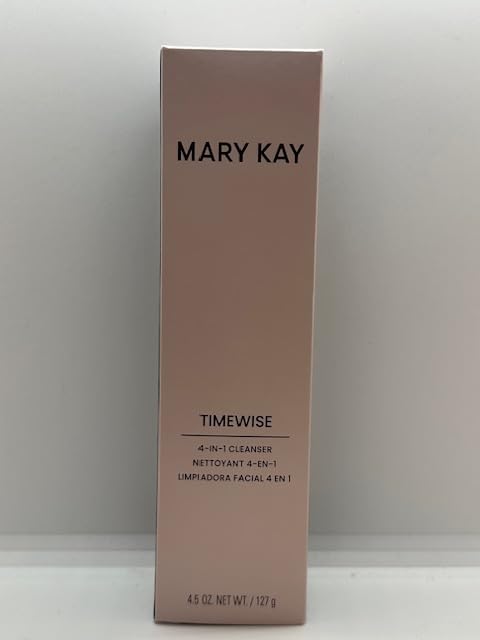 MARY KAY
TIMEWISE
4-IN-1 CLEANSER
NETTOYANT 4-EN-1
LIMPIADORA FACIAL 4 EN 1
4.5 OZ. NET WT. / 127 g